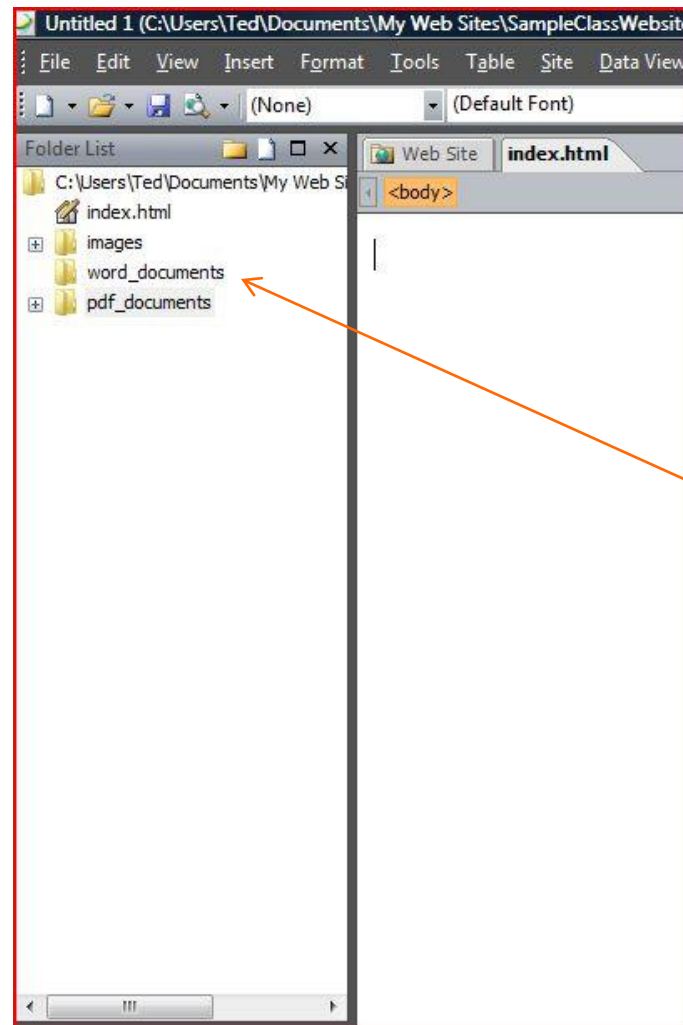 Untitled 1 (C:\Users\Ted\Documents\My Web Sites\SampleClassWebsite
File Edit View Insert Format Tools Table Site Data View
(None) (Default Font)
Folder List
Web Site index.html
C:\Users\Ted\Documents\My Web Si
<body>
index.html
images
word_documents
pdf_documents